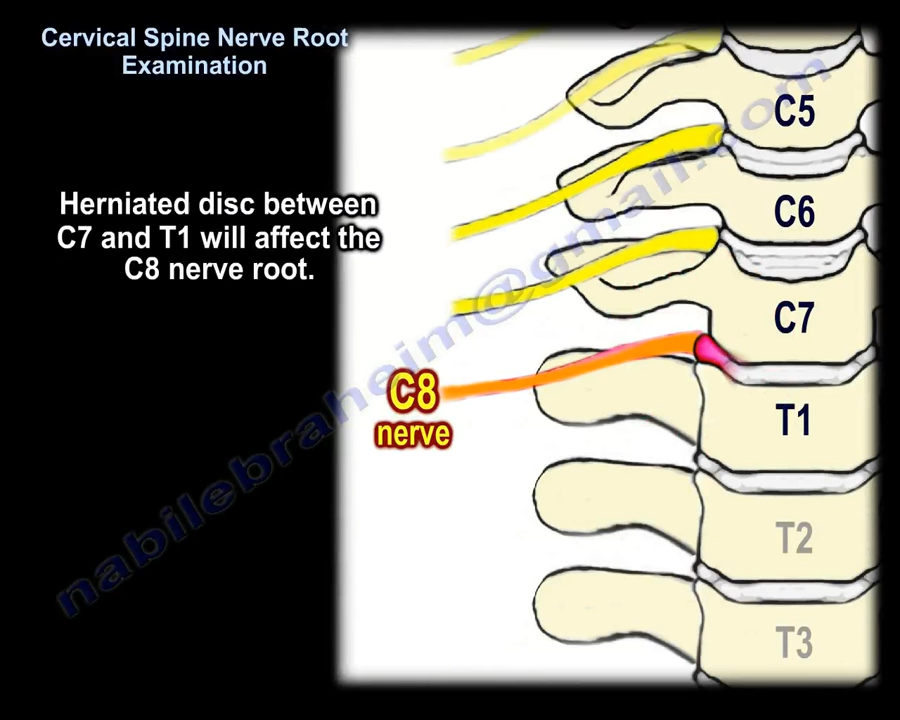 Cervical Spine Nerve Root
Examination
Herniated disc between
C7 and T1 will affect the
C8 nerve root.
C5
C6
C7
C8
nerve
T1
T2
T3
nabilebraheim@gmail.com